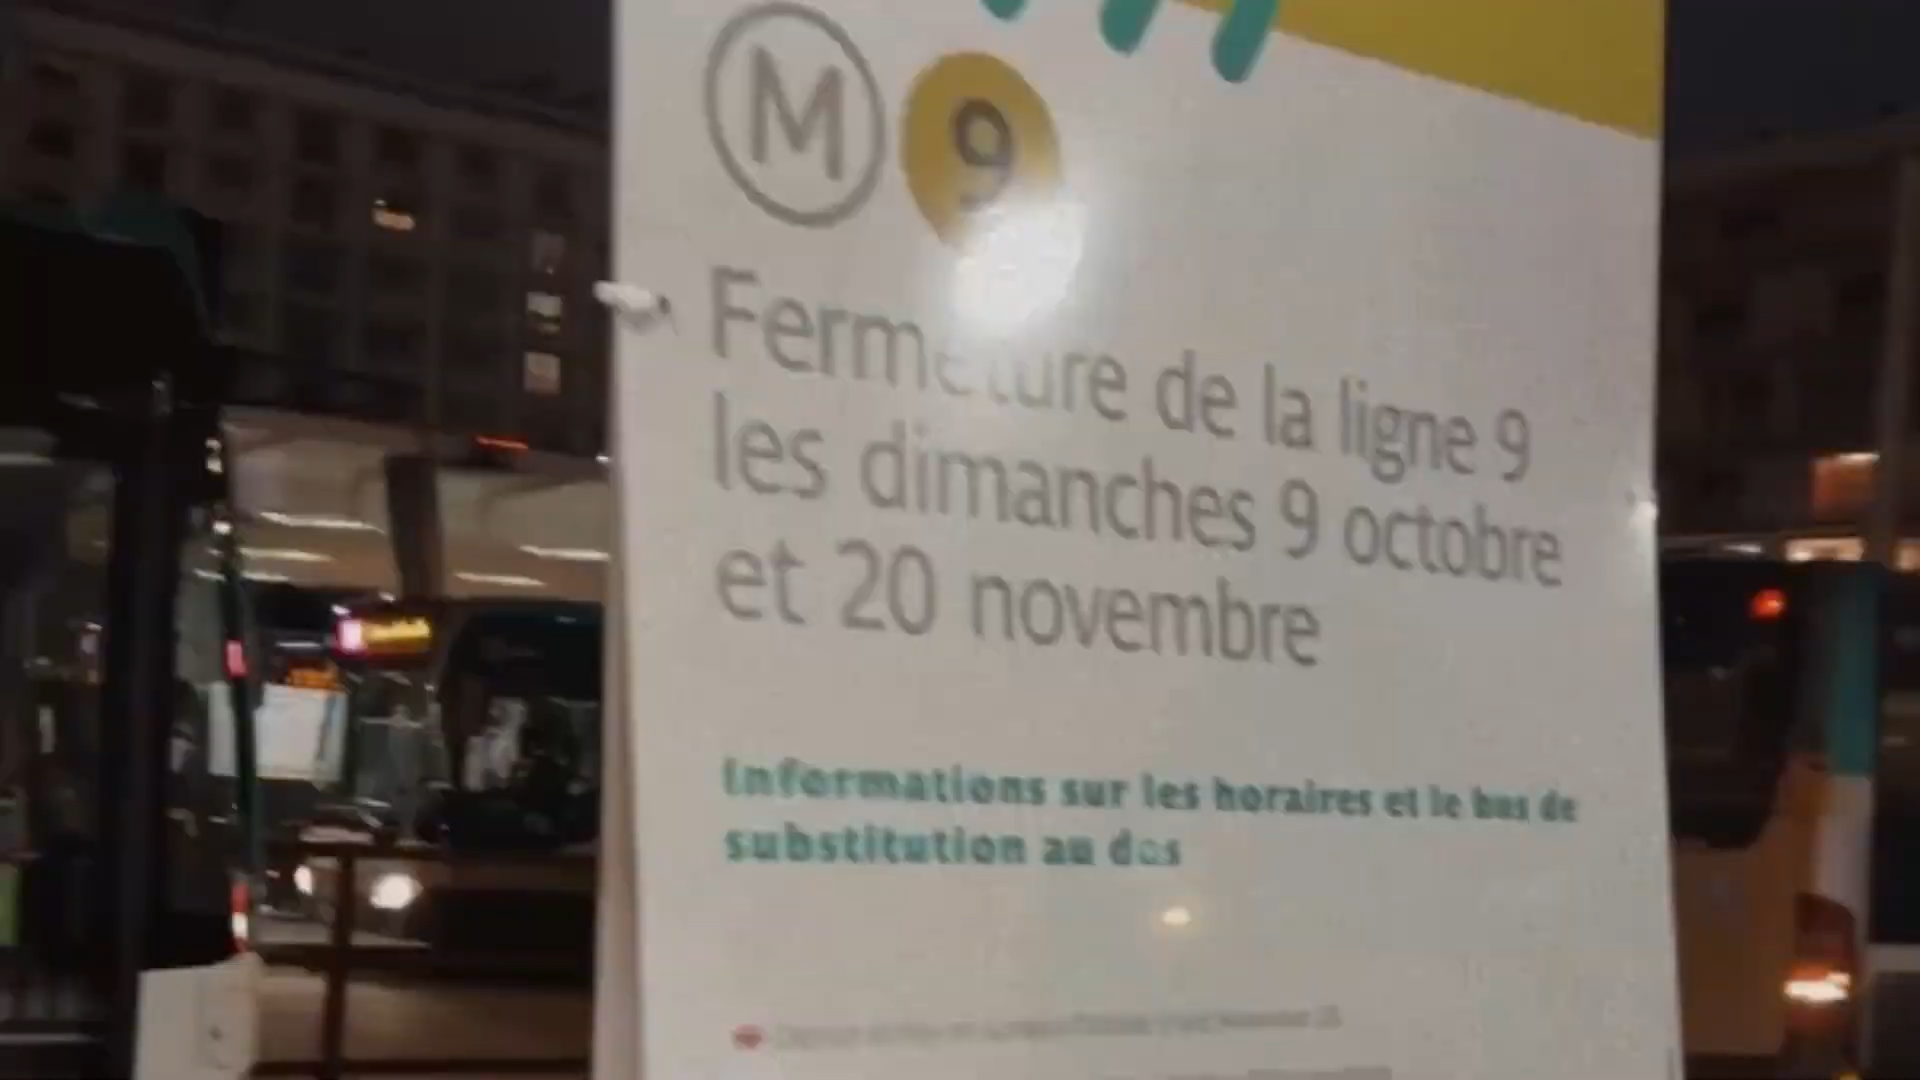 M 9
Fermeture de la ligne 9
les dimanches 9 octobre
et 20 novembre
Informations sur les horaires et le bus de
substitution au dos